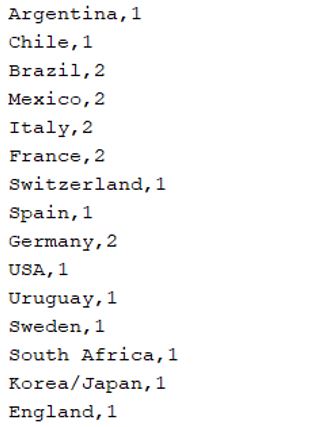 Argentina,1
Chile,1
Brazil,2
Mexico,2
Italy,2
France,2
Switzerland,1
Spain,1
Germany,2
USA,1
Uruguay,1
Sweden,1
South Africa,1
Korea/Japan,1
England,1